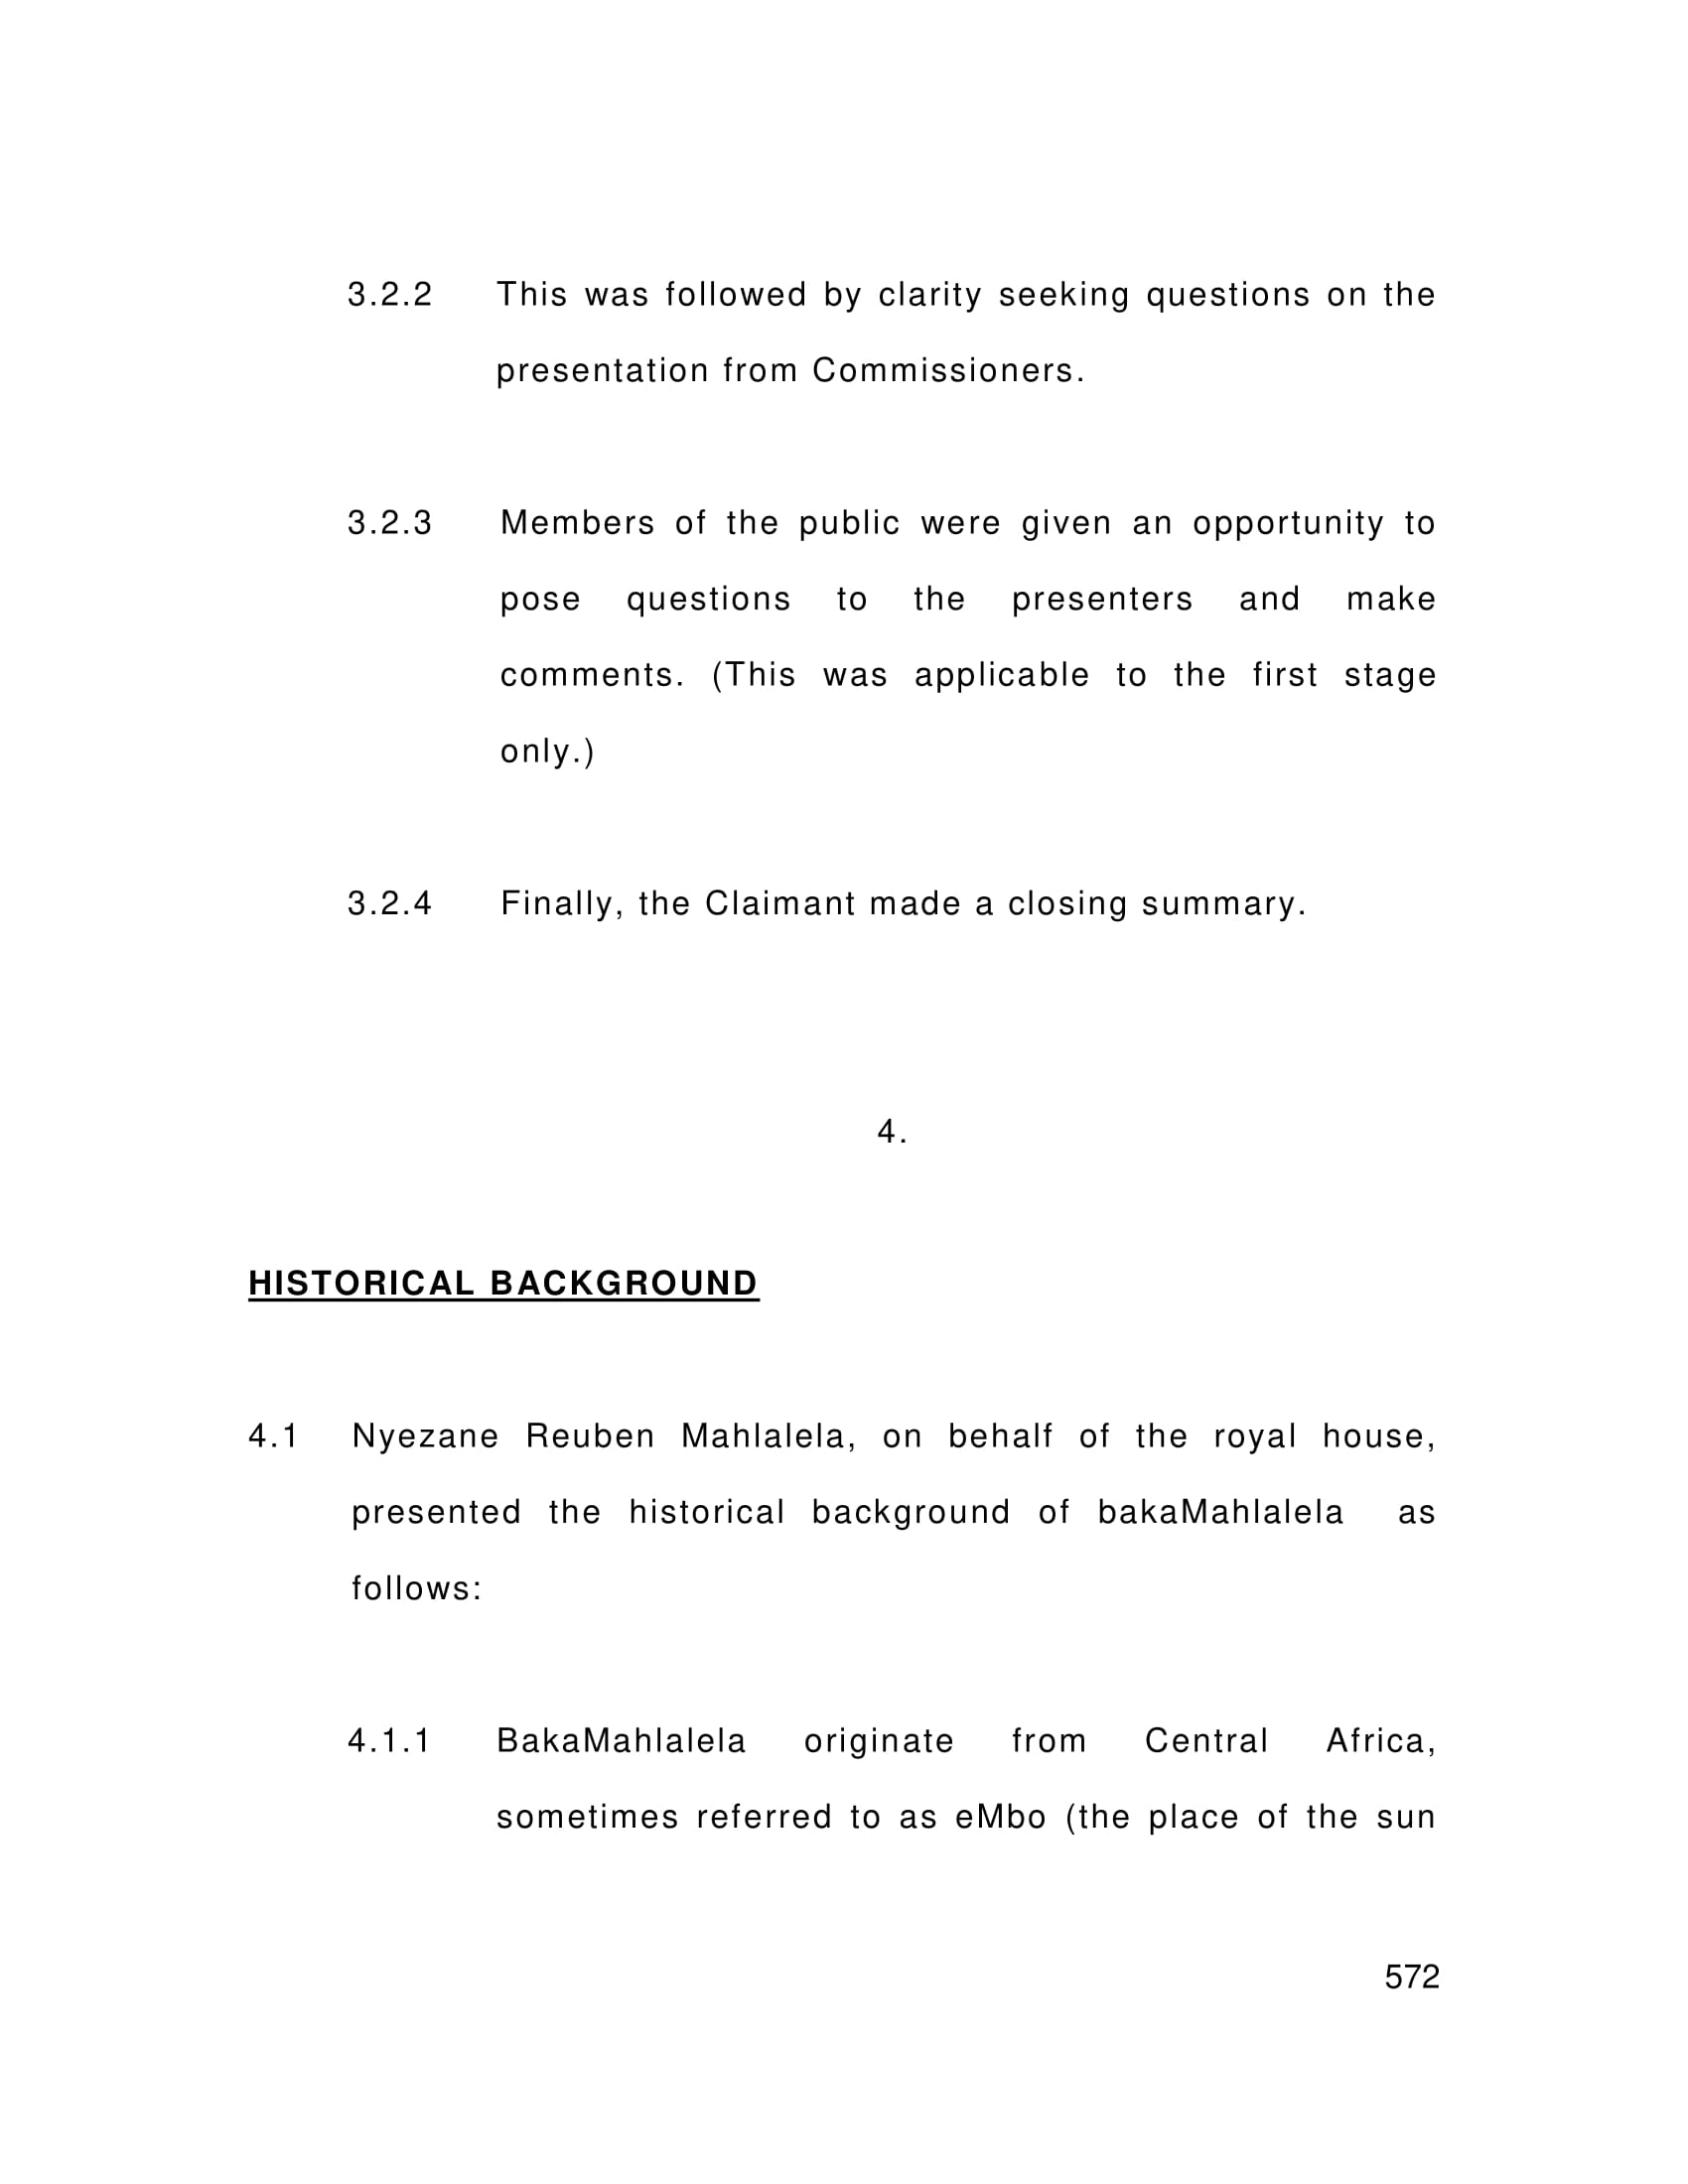 3.2.2 This was followed by clarity seeking questions on the
presentation from Commissioners.
3.2.3 Members of the public were given an opportunity to
pose questions to the presenters and make
comments. (This was applicable to the first stage
only.)
3.2.4 Finally, the Claimant made a closing summary.
4.
HISTORICAL BACKGROUND
4.1 Nyezane Reuben Mahlalela, on behalf of the royal house,
presented the historical background of bakaMahlalela as
follows:
4.1.1 BakaMahlalela originate from Central Africa,
sometimes referred to as eMbo (the place of the sun
572